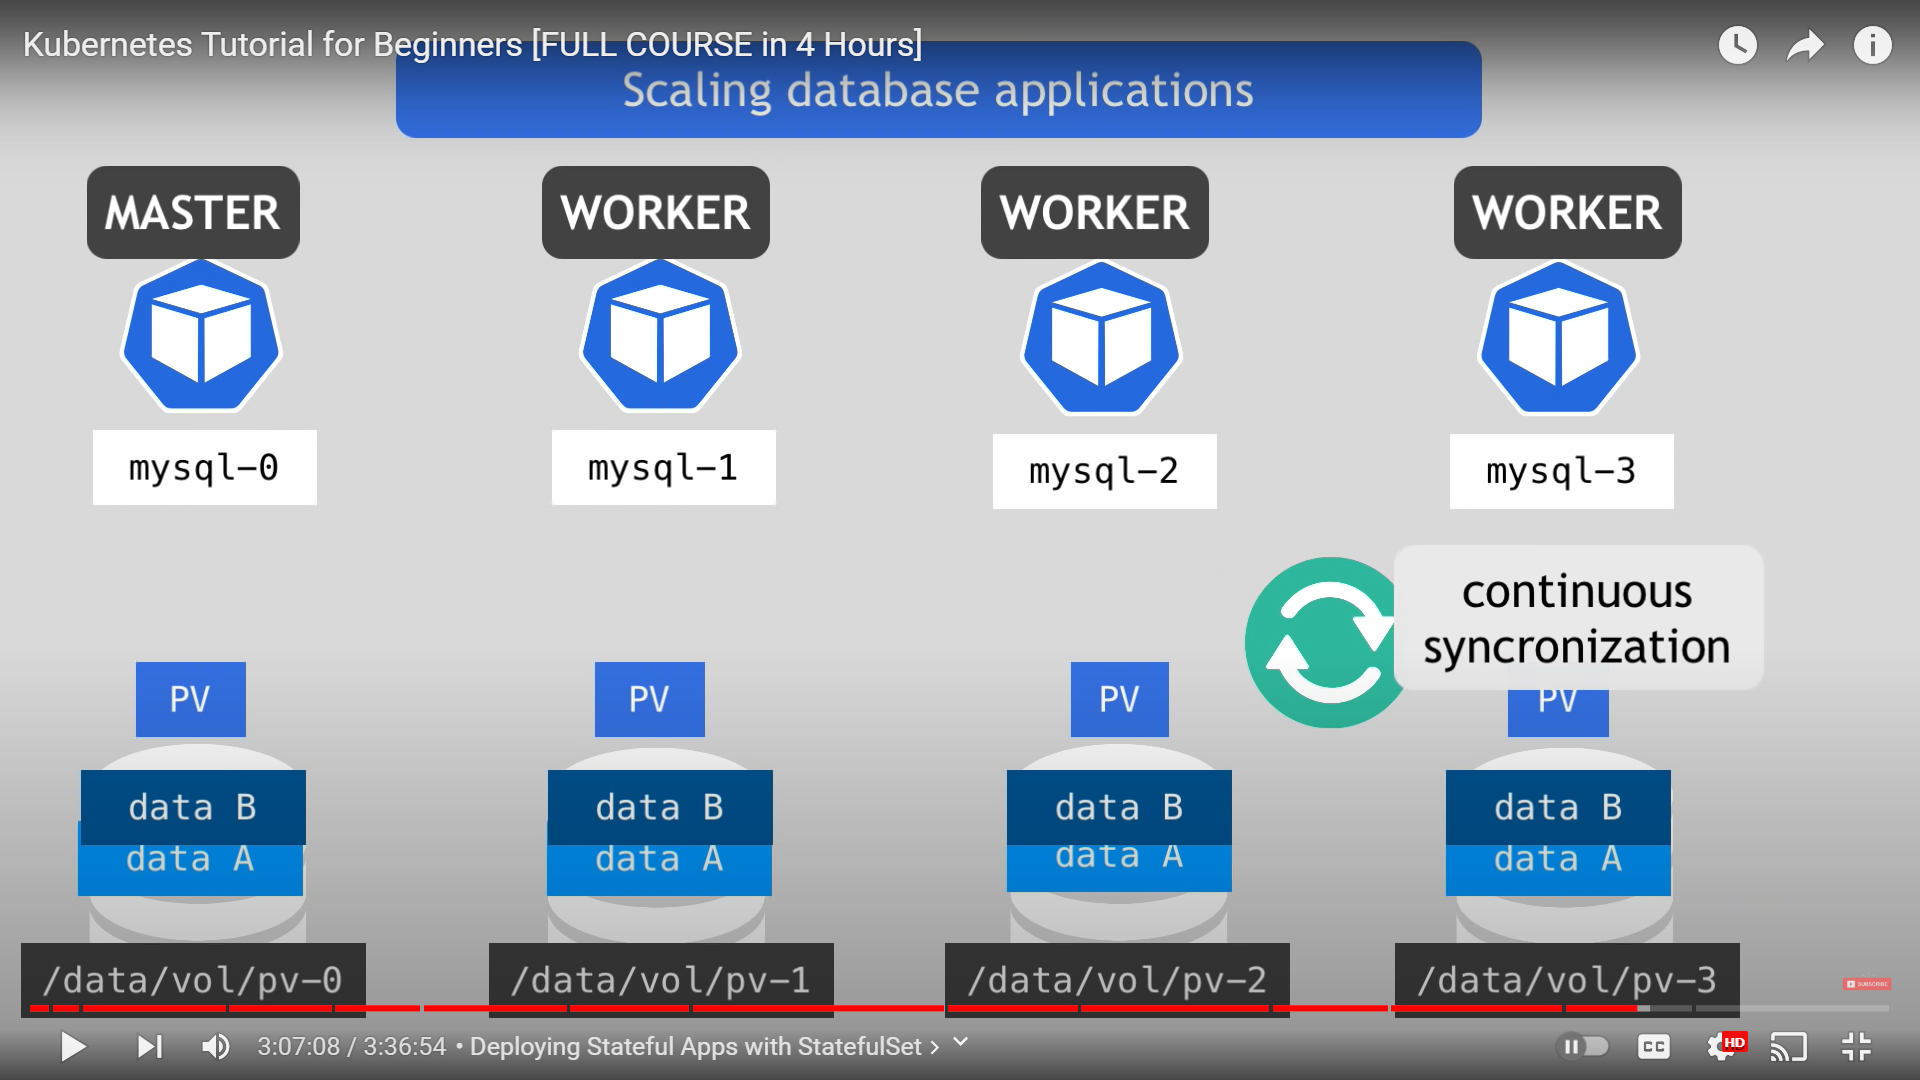 Kubernetes Tutorial for Beginners [FULL COURSE in 4 Hours]
Scaling database applications
MASTER
WORKER
WORKER
WORKER
mysql-0
mysql-1
mysql-2
mysql-3
continuous
syncronization
PV
PV
PV
PV
data B
data B
data B
data B
data A
data A
data A
data A
/data/vol/pv-0
/data/vol/pv-1
/data/vol/pv-2
/data/vol/pv-3
SUBSCRIBE
3:07:08 / 3:36:54 • Deploying Stateful Apps with StatefulSet
CC
HD